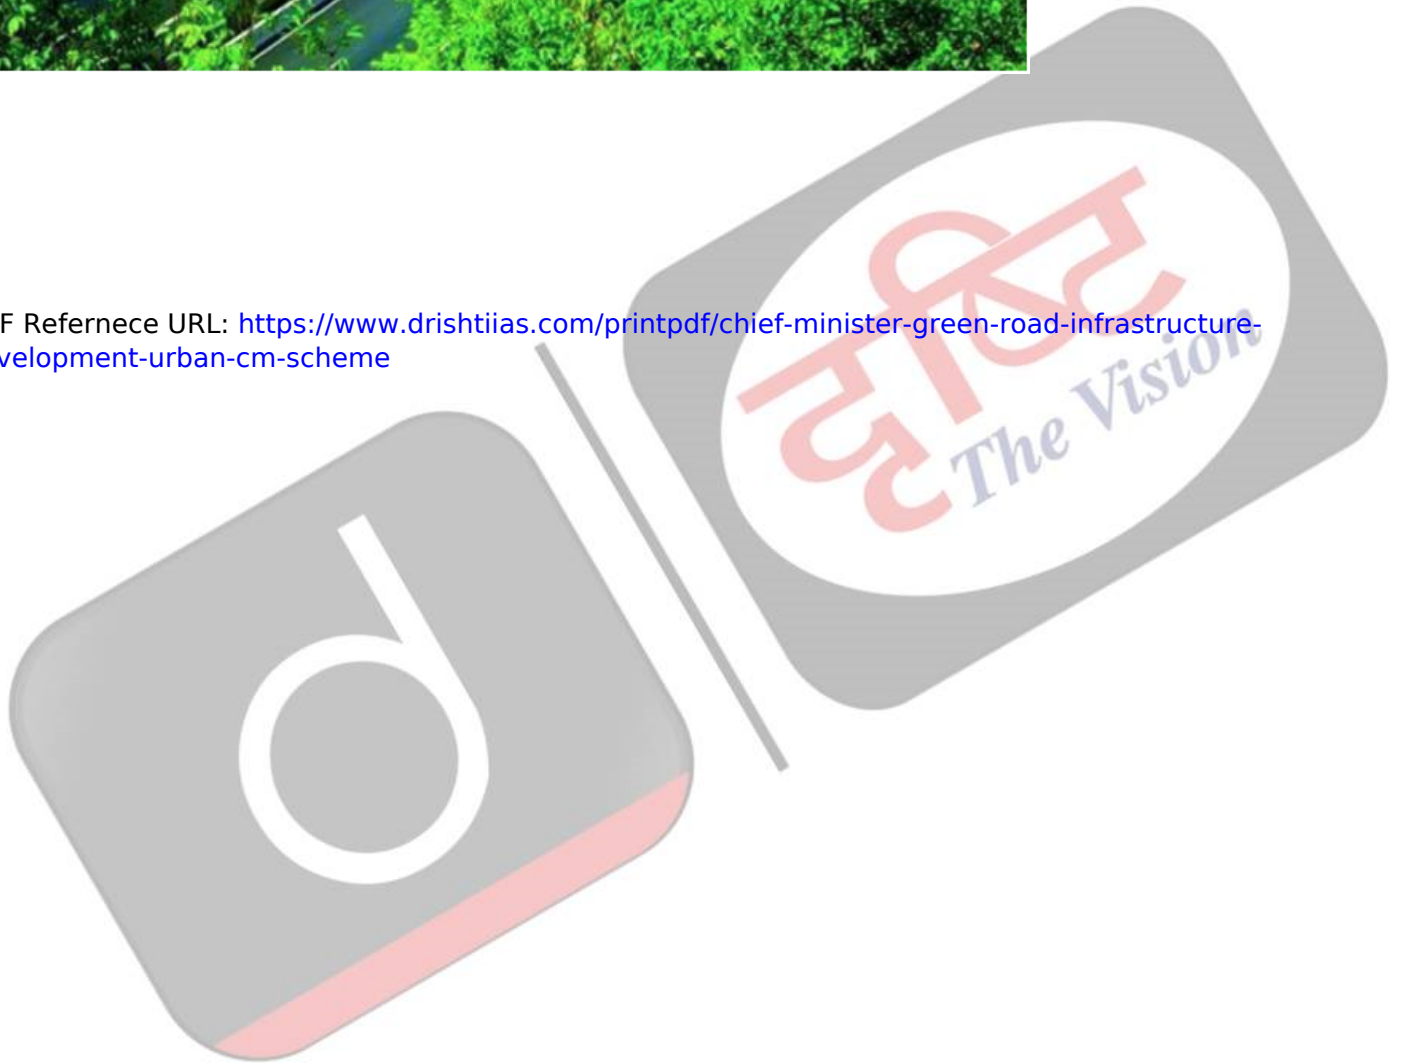 F Refernece URL: https://www.drishtiias.com/printpdf/chief-minister-green-road-infrastructure-
velopment-urban-cm-scheme
दृष्टि
The Vision
d